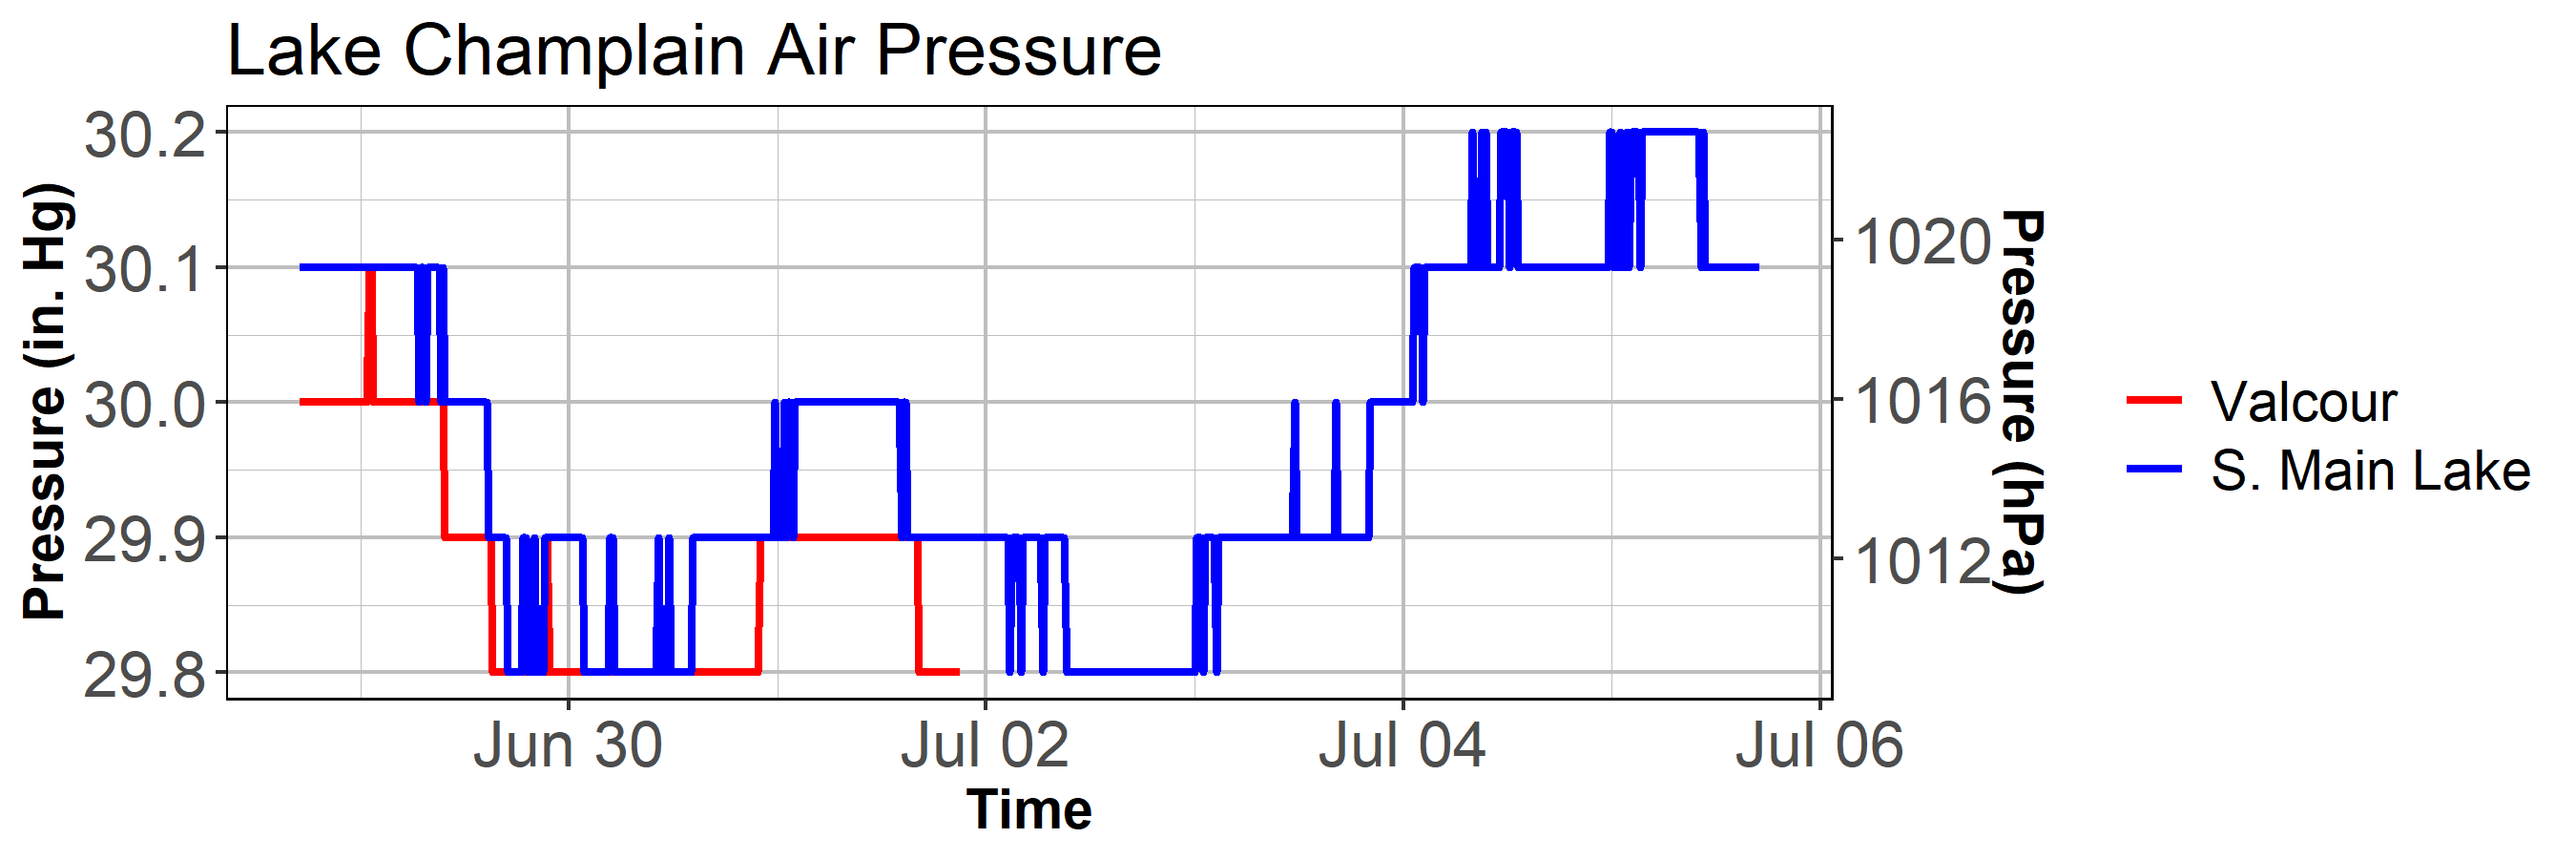 Lake Champlain Air Pressure
Pressure (in. Hg)
30.2
30.1
30.0
29.9
29.8
1020
1016
1012
Pressure (hPa)
Jun 30
Jul 02
Jul 04
Jul 06
Time
Valcour
S. Main Lake